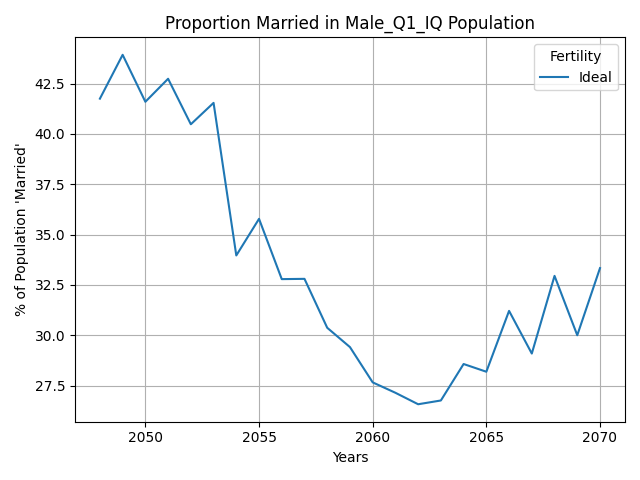 Proportion Married in Male_Q1_IQ Population
Fertility
Ideal
% of Population 'Married'
42.5
40.0
37.5
35.0
32.5
30.0
27.5
2050 2055 2060 2065 2070
Years